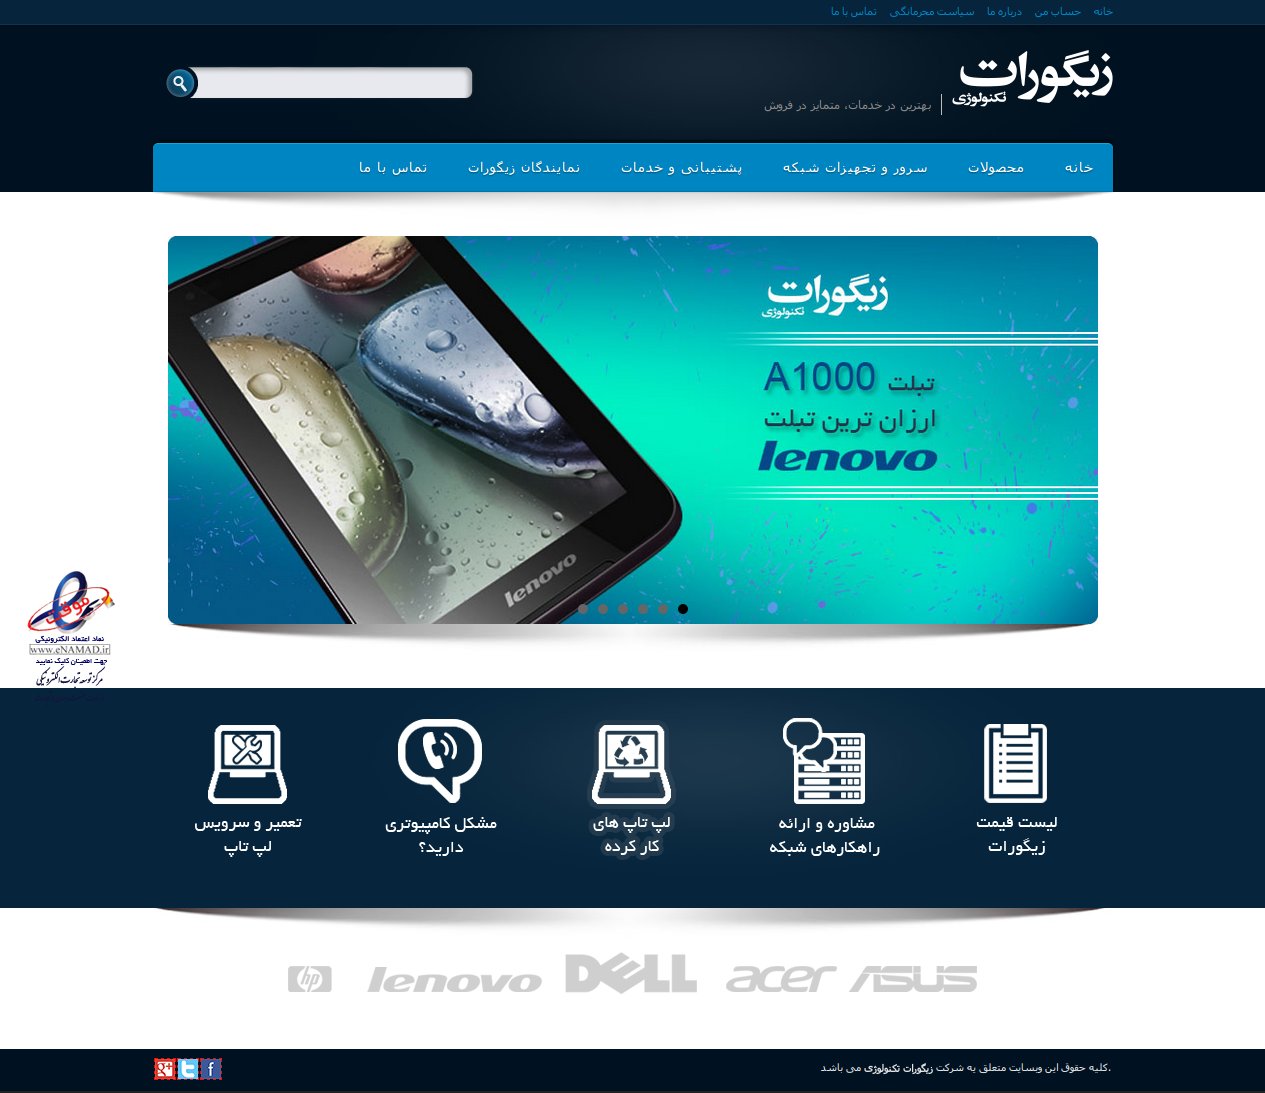 خانه حساب من درباره ما سیاست محرمانگی تماس با ما
زیگورات
تکنولوژی
بهترین در خدمات، متمایز در فروش
خانه محصولات سرور و تجهیزات شبکه پشتیبانی و خدمات نمایندگان زیگورات تماس با ما
زیگورات
تکنولوژی
تبلت A1000
ارزان ترین تبلت
lenovo
lenovo
موقت
نماد اعتماد الکترونیکی
www.eNAMAD.ir
جهت اطمینان کلیک نمایید
مرکز توسعه تجارت الکترونیکی
لیست قیمت
زیگورات
مشاوره و ارائه
راهکارهای شبکه
لپ تاپ های
کار کرده
مشکل کامپیوتری
دارید؟
تعمیر و سرویس
لپ تاپ
hp lenovo DELL acer ASUS
کلیه حقوق این وبسایت متعلق به شرکت زیگورات تکنولوژی می باشد.
g+ t f